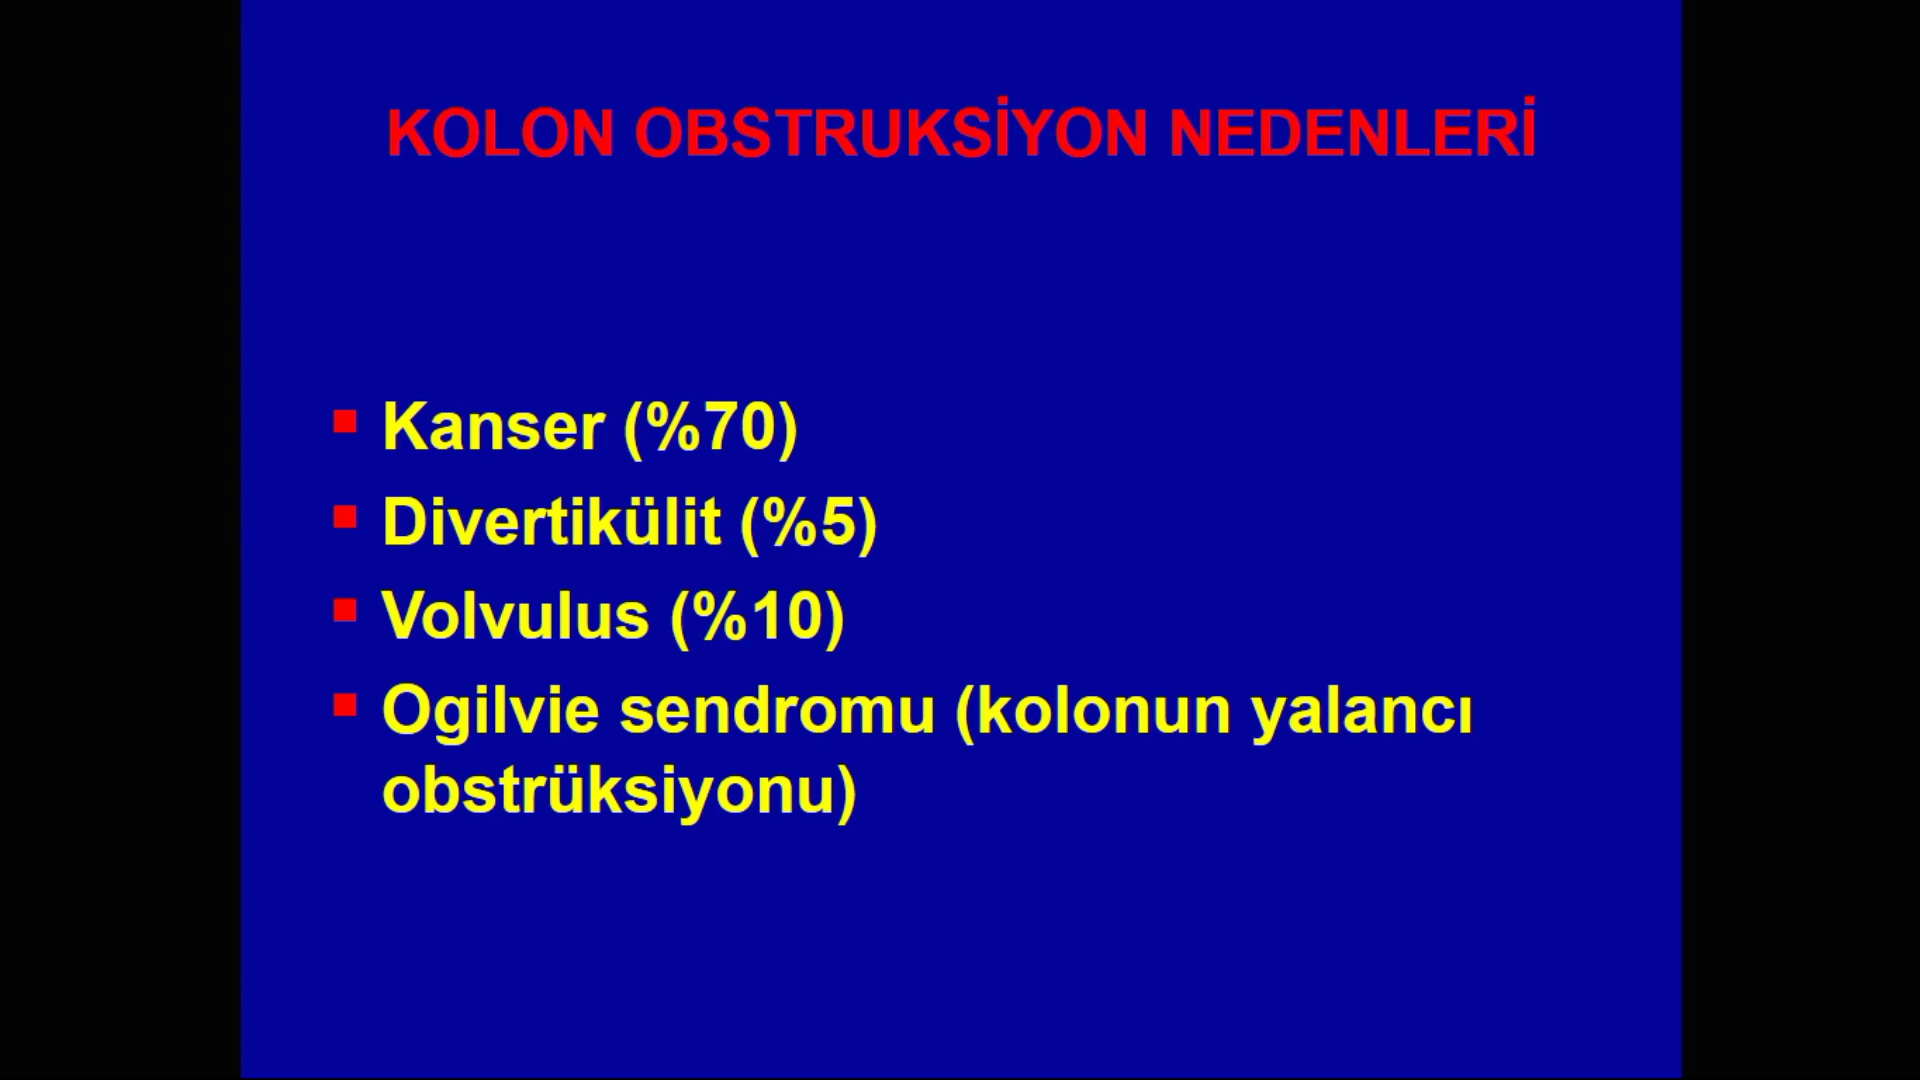 KOLON OBSTRUKSİYON NEDENLERİ
Kanser (%70)
Divertikülit (%5)
Volvulus (%10)
Ogilvie sendromu (kolonun yalancı
obstrüksiyonu)